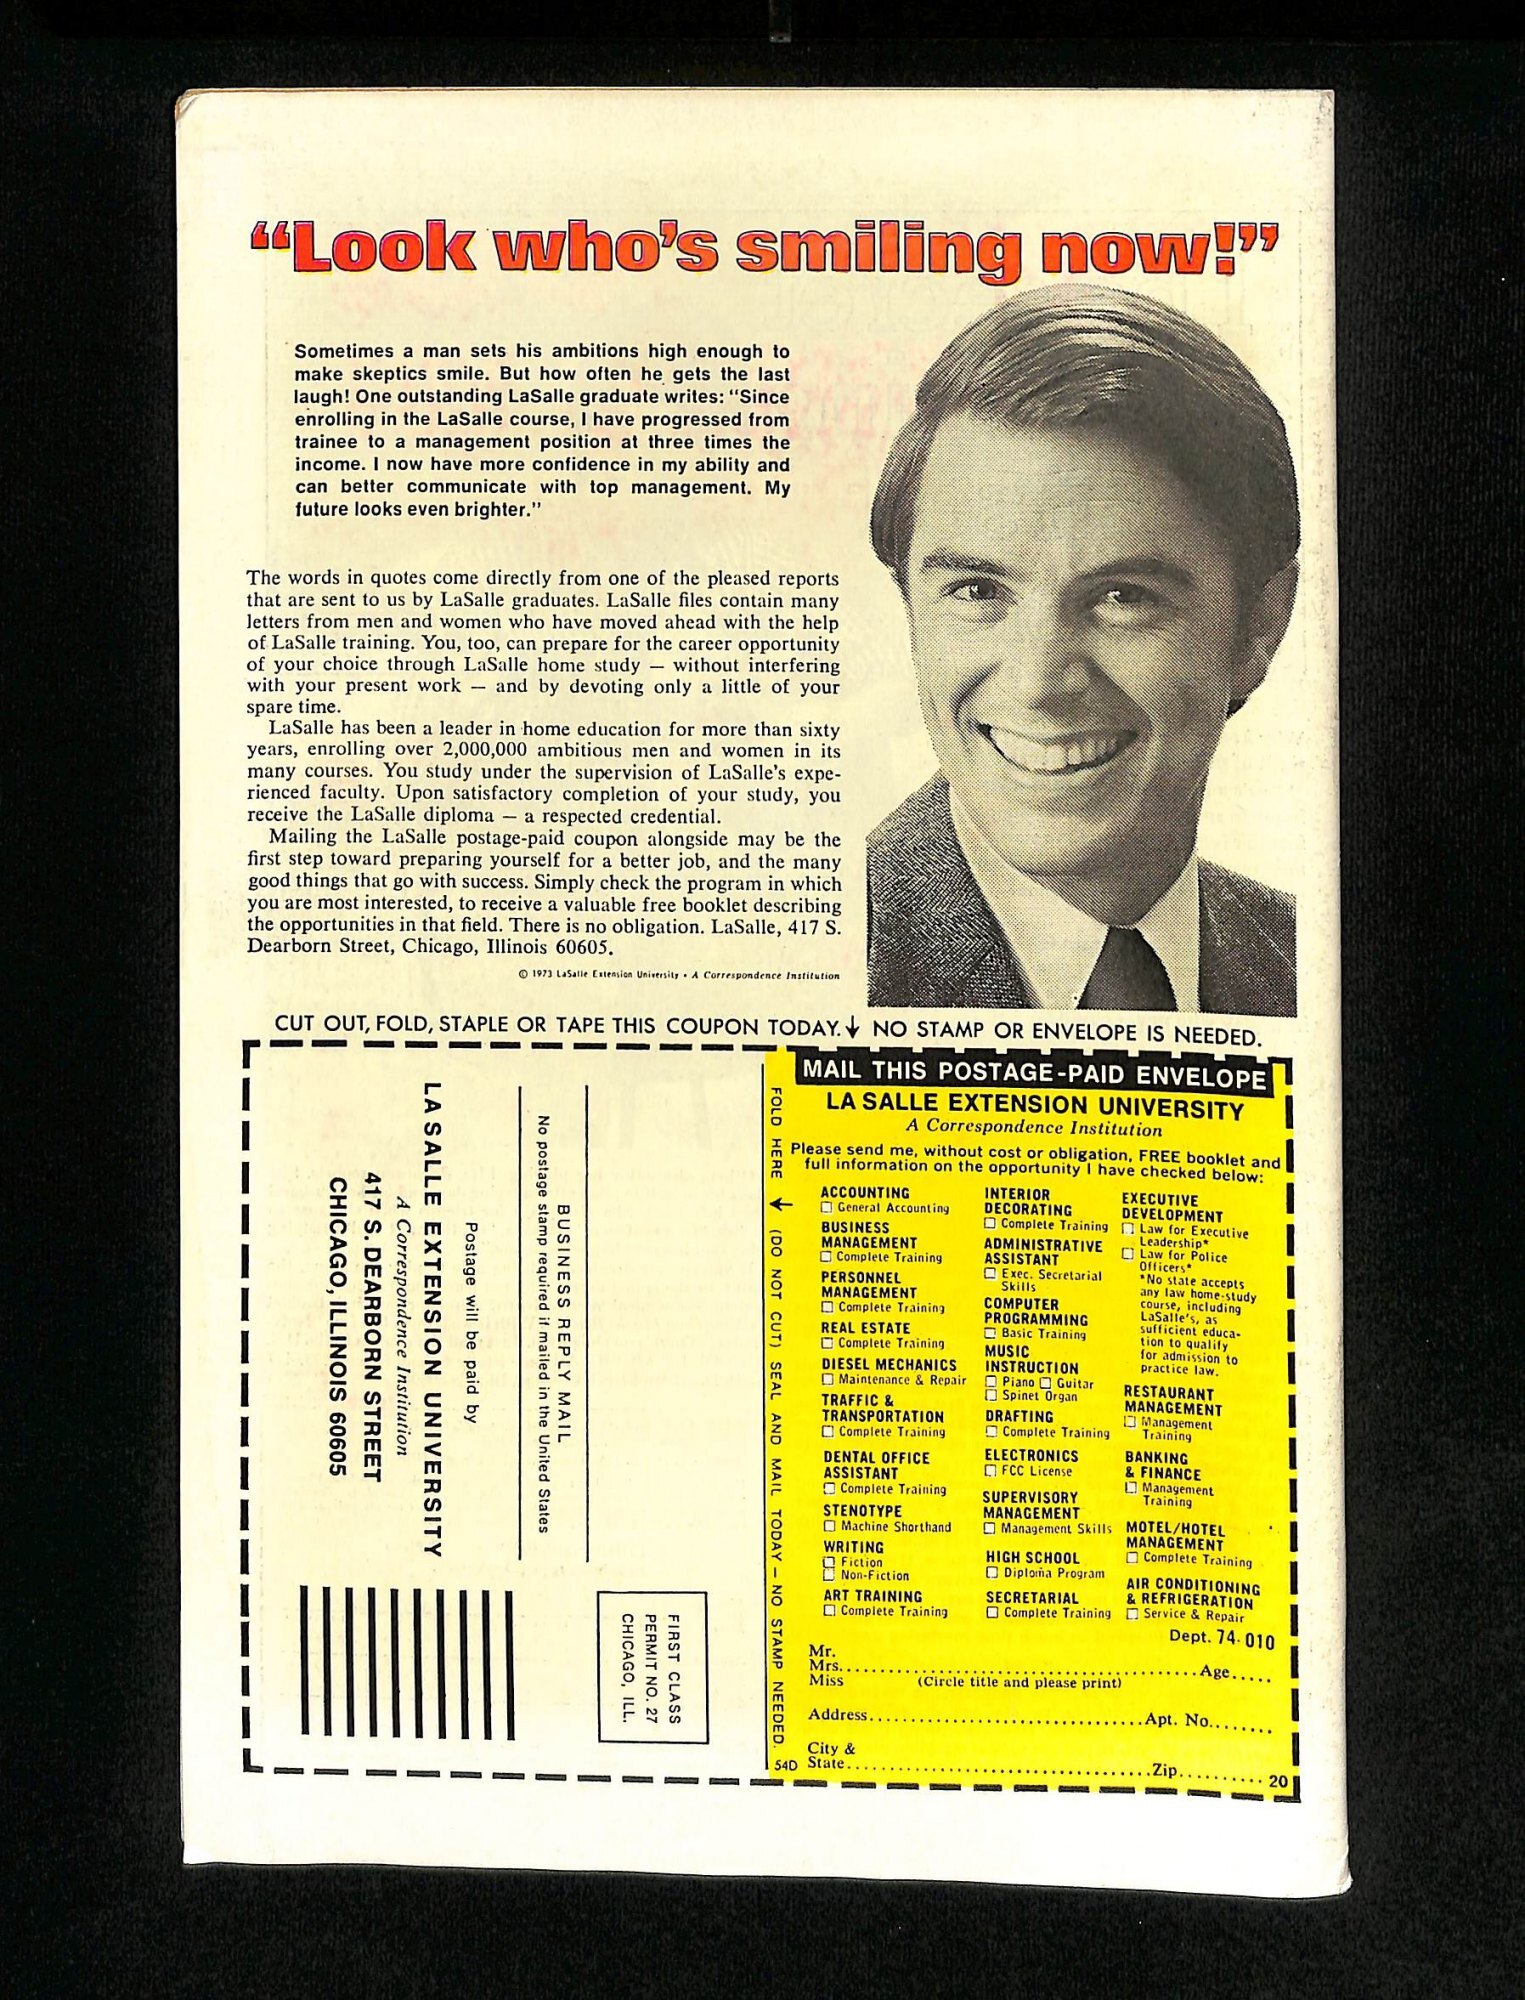 “Look who’s smiling now!”
Sometimes a man sets his ambitions high enough to
make skeptics smile. But how often he gets the last
laugh! One outstanding LaSalle graduate writes: “Since
enrolling in the LaSalle course, I have progressed from
trainee to a management position at three times the
income. I now have more confidence in my ability and
can better communicate with top management. My
future looks even brighter.”
The words in quotes come directly from one of the pleased reports
that are sent to us by LaSalle graduates. LaSalle files contain many
letters from men and women who have moved ahead with the help
of LaSalle training. You, too, can prepare for the career opportunity
of your choice through LaSalle home study — without interfering
with your present work — and by devoting only a little of your
spare time.
LaSalle has been a leader in home education for more than sixty
years, enrolling over 2,000,000 ambitious men and women in its
many courses. You study under the supervision of LaSalle’s expe-
rienced faculty. Upon satisfactory completion of your study, you
receive the LaSalle diploma — a respected credential.
Mailing the LaSalle postage-paid coupon alongside may be the
first step toward preparing yourself for a better job, and the many
good things that go with success. Simply check the program in which
you are most interested, to receive a valuable free booklet describing
the opportunities in that field. There is no obligation. LaSalle, 417 S.
Dearborn Street, Chicago, Illinois 60605.
© 1973 LaSalle Extension University • A Correspondence Institution
CUT OUT, FOLD, STAPLE OR TAPE THIS COUPON TODAY.↓ NO STAMP OR ENVELOPE IS NEEDED.
FIRST CLASS
PERMIT NO. 27
CHICAGO, ILL.
BUSINESS REPLY MAIL
No postage stamp required if mailed in the United States
Postage will be paid by
LASALLE EXTENSION UNIVERSITY
A Correspondence Institution
417 S. DEARBORN STREET
CHICAGO, ILLINOIS 60605
FOLD HERE ← (DO NOT CUT) SEAL AND MAIL TODAY — NO STAMP NEEDED.
54D
MAIL THIS POSTAGE-PAID ENVELOPE
LA SALLE EXTENSION UNIVERSITY
A Correspondence Institution
Please send me, without cost or obligation, FREE booklet and
full information on the opportunity I have checked below:
ACCOUNTING
☐ General Accounting
BUSINESS
MANAGEMENT
☐ Complete Training
PERSONNEL
MANAGEMENT
☐ Complete Training
REAL ESTATE
☐ Complete Training
DIESEL MECHANICS
☐ Maintenance & Repair
TRAFFIC &
TRANSPORTATION
☐ Complete Training
DENTAL OFFICE
ASSISTANT
☐ Complete Training
STENOTYPE
☐ Machine Shorthand
WRITING
☐ Fiction
☐ Non-Fiction
ART TRAINING
☐ Complete Training
INTERIOR
DECORATING
☐ Complete Training
ADMINISTRATIVE
ASSISTANT
☐ Exec. Secretarial
Skills
COMPUTER
PROGRAMMING
☐ Basic Training
MUSIC
INSTRUCTION
☐ Piano ☐ Guitar
☐ Spinet Organ
DRAFTING
☐ Complete Training
ELECTRONICS
☐ FCC License
SUPERVISORY
MANAGEMENT
☐ Management Skills
HIGH SCHOOL
☐ Diploma Program
SECRETARIAL
☐ Complete Training
EXECUTIVE
DEVELOPMENT
☐ Law for Executive
Leadership*
☐ Law for Police
Officers*
*No state accepts
any law home-study
course, including
LaSalle’s, as
sufficient educa-
tion to qualify
for admission to
practice law.
RESTAURANT
MANAGEMENT
☐ Management
Training
BANKING
& FINANCE
☐ Management
Training
MOTEL/HOTEL
MANAGEMENT
☐ Complete Training
AIR CONDITIONING
& REFRIGERATION
☐ Service & Repair
Dept. 74-010
Mr.
Mrs. Age
Miss (Circle title and please print)
Address Apt. No.
City &
State Zip
20